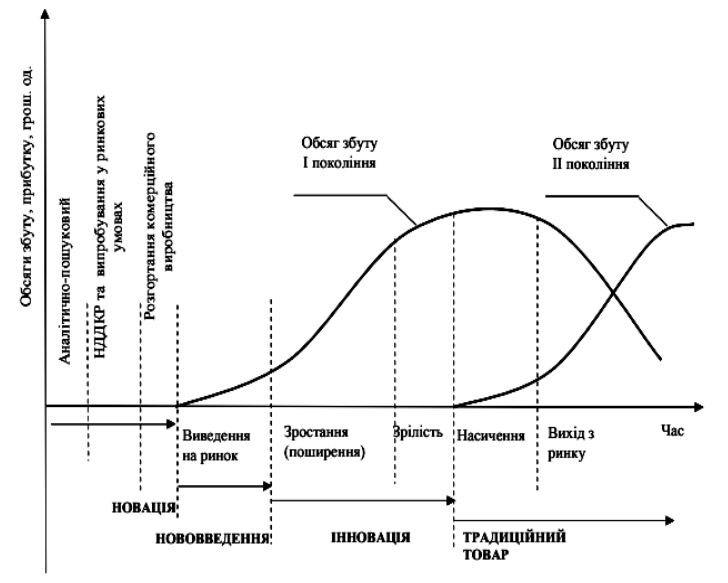 Обсяги збуту, прибутку, грош. од.
Аналітично-пошуковий
НДДКР та випробування у ринкових
умовах
Розгортання комерційного
виробництва
Обсяг збуту
І покоління
Обсяг збуту
ІІ покоління
Виведення
на ринок
Зростання
(поширення)
Зрілість
Насичення
Вихід з
ринку
Час
НОВАЦІЯ
НОВОВВЕДЕННЯ
ІННОВАЦІЯ
ТРАДИЦІЙНИЙ
ТОВАР